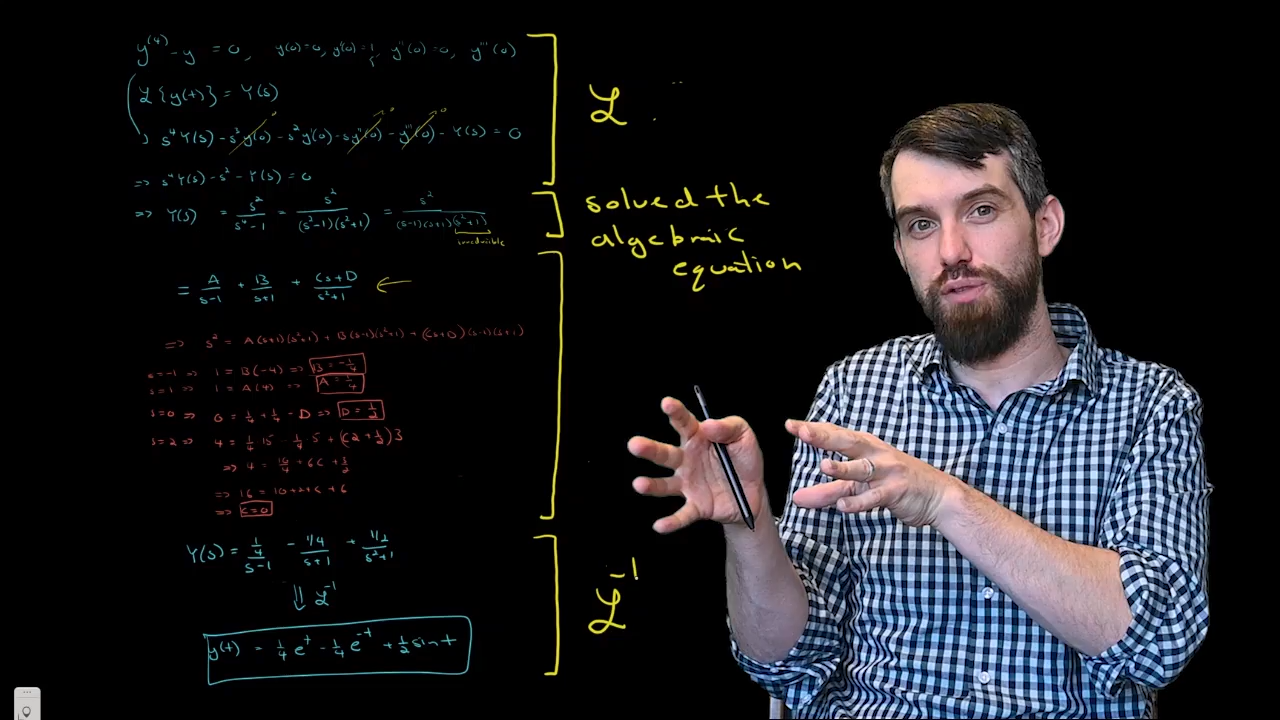 y⁽⁴⁾ - y = 0, y(0)=0, y'(0)=1, y''(0)=0, y'''(0)
ℒ{y(t)} = Y(s)
s⁴Y(s) - s³y(0) - s²y'(0) - sy''(0) - y'''(0) - Y(s) = 0
0 0 0
⇒ s⁴Y(s) - s² - Y(s) = 0
⇒ Y(s) = s²/(s⁴-1) = s²/((s²-1)(s²+1)) = s²/((s-1)(s+1)(s²+1))
irreducible
= A/(s-1) + B/(s+1) + (Cs+D)/(s²+1) ←
⇒ s² = A(s+1)(s²+1) + B(s-1)(s²+1) + (Cs+D)(s-1)(s+1)
s=-1 ⇒ 1 = B(-4) ⇒ B = -1/4
s=1 ⇒ 1 = A(4) ⇒ A = 1/4
s=0 ⇒ 0 = 1/4 + 1/4 - D ⇒ D = 1/2
s=2 ⇒ 4 = 1/4·15 - 1/4·5 + (C2 + 1/2)3
⇒ 4 = 10/4 + 6C + 3/2
⇒ c=0
Y(s) = (1/4)/(s-1) - (1/4)/(s+1) + (1/2)/(s²+1)
⇓ ℒ⁻¹
y(t) = 1/4 eᵗ - 1/4 e⁻ᵗ + 1/2 sin t
ℒ
solved the
algebraic
equation
ℒ⁻¹